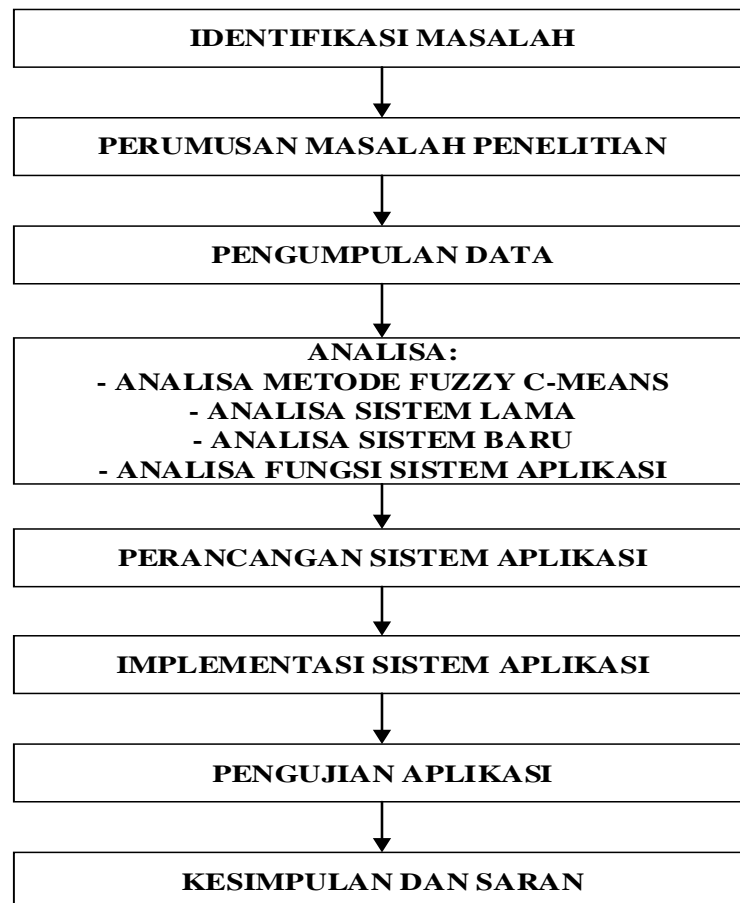 IDENTIFIKASI MASALAH
PERUMUSAN MASALAH PENELITIAN
PENGUMPULAN DATA
ANALISA:
- ANALISA METODE FUZZY C-MEANS
- ANALISA SISTEM LAMA
- ANALISA SISTEM BARU
- ANALISA FUNGSI SISTEM APLIKASI
PERANCANGAN SISTEM APLIKASI
IMPLEMENTASI SISTEM APLIKASI
PENGUJIAN APLIKASI
KESIMPULAN DAN SARAN